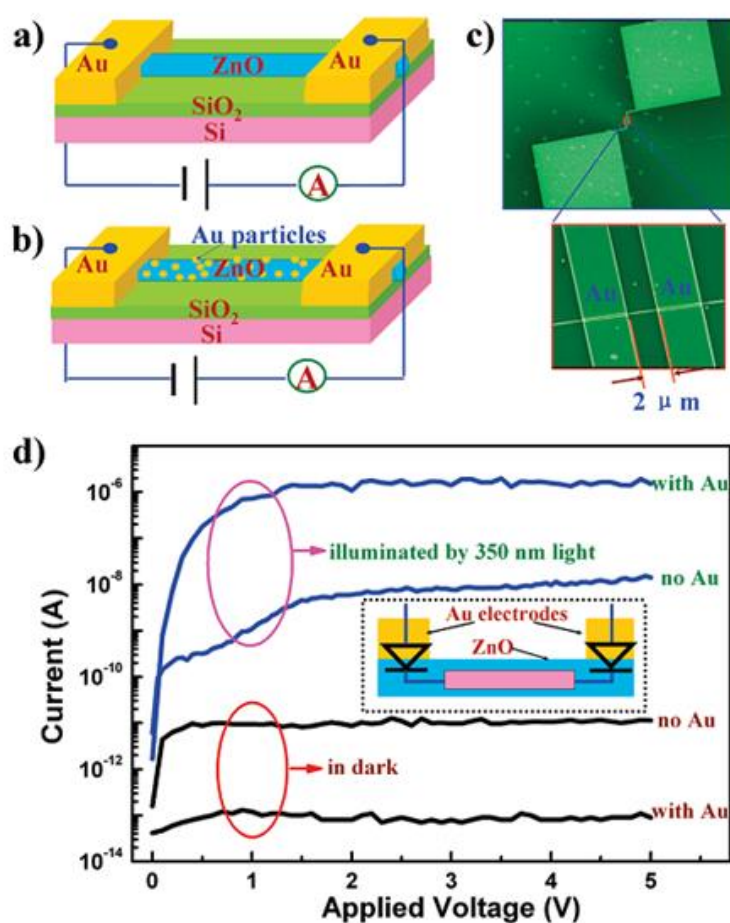 a)
Au
ZnO
Au
SiO₂
Si
A
b)
Au particles
Au
ZnO
Au
SiO₂
Si
A
c)
Au
Au
2 μm
d)
Current (A)
10⁻⁶
10⁻⁸
10⁻¹⁰
10⁻¹²
10⁻¹⁴
with Au
illuminated by 350 nm light
no Au
Au electrodes
ZnO
no Au
in dark
with Au
0 1 2 3 4 5
Applied Voltage (V)